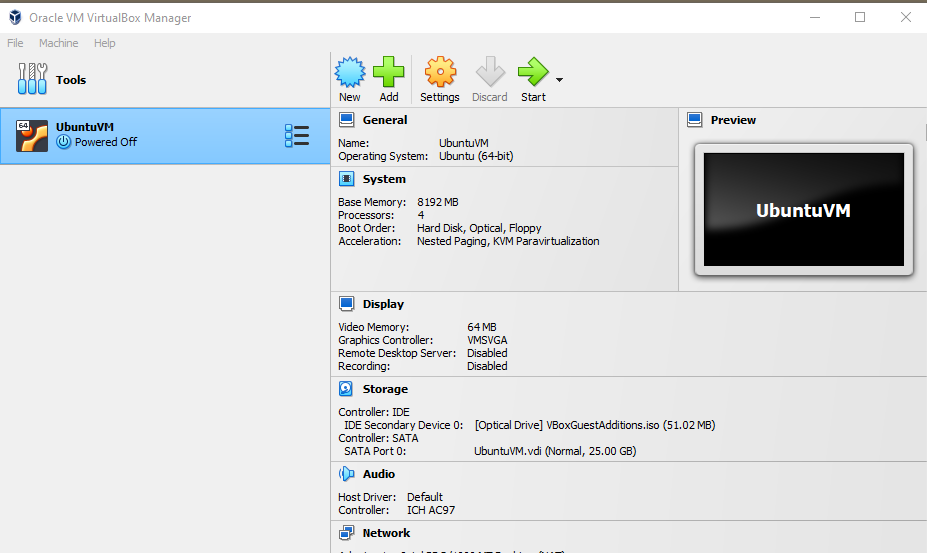 Oracle VM VirtualBox Manager
File Machine Help
Tools
New Add Settings Discard Start
64
UbuntuVM
Powered Off
General
Name: UbuntuVM
Operating System: Ubuntu (64-bit)
System
Base Memory: 8192 MB
Processors: 4
Boot Order: Hard Disk, Optical, Floppy
Acceleration: Nested Paging, KVM Paravirtualization
Preview
UbuntuVM
Display
Video Memory: 64 MB
Graphics Controller: VMSVGA
Remote Desktop Server: Disabled
Recording: Disabled
Storage
Controller: IDE
IDE Secondary Device 0: [Optical Drive] VBoxGuestAdditions.iso (51.02 MB)
Controller: SATA
SATA Port 0: UbuntuVM.vdi (Normal, 25.00 GB)
Audio
Host Driver: Default
Controller: ICH AC97
Network